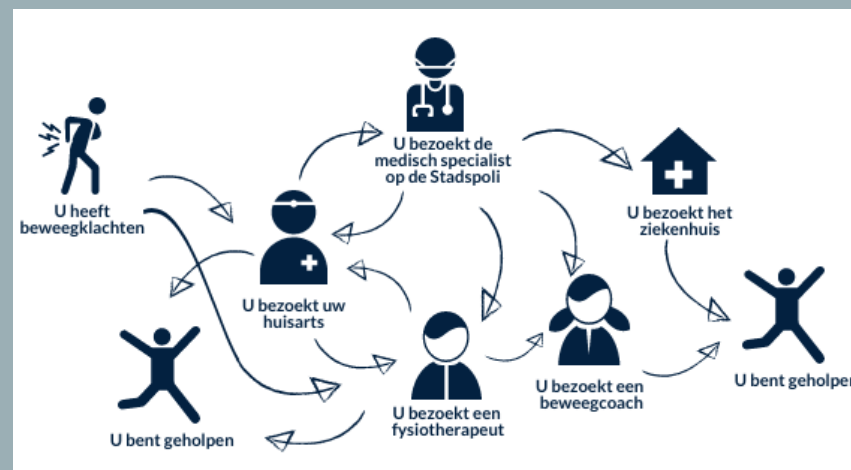 U bezoekt de
medisch specialist
op de Stadspoli
U heeft
beweegklachten
U bezoekt het
ziekenhuis
U bezoekt uw
huisarts
U bezoekt een
beweegcoach
U bent geholpen
U bezoekt een
fysiotherapeut
U bent geholpen